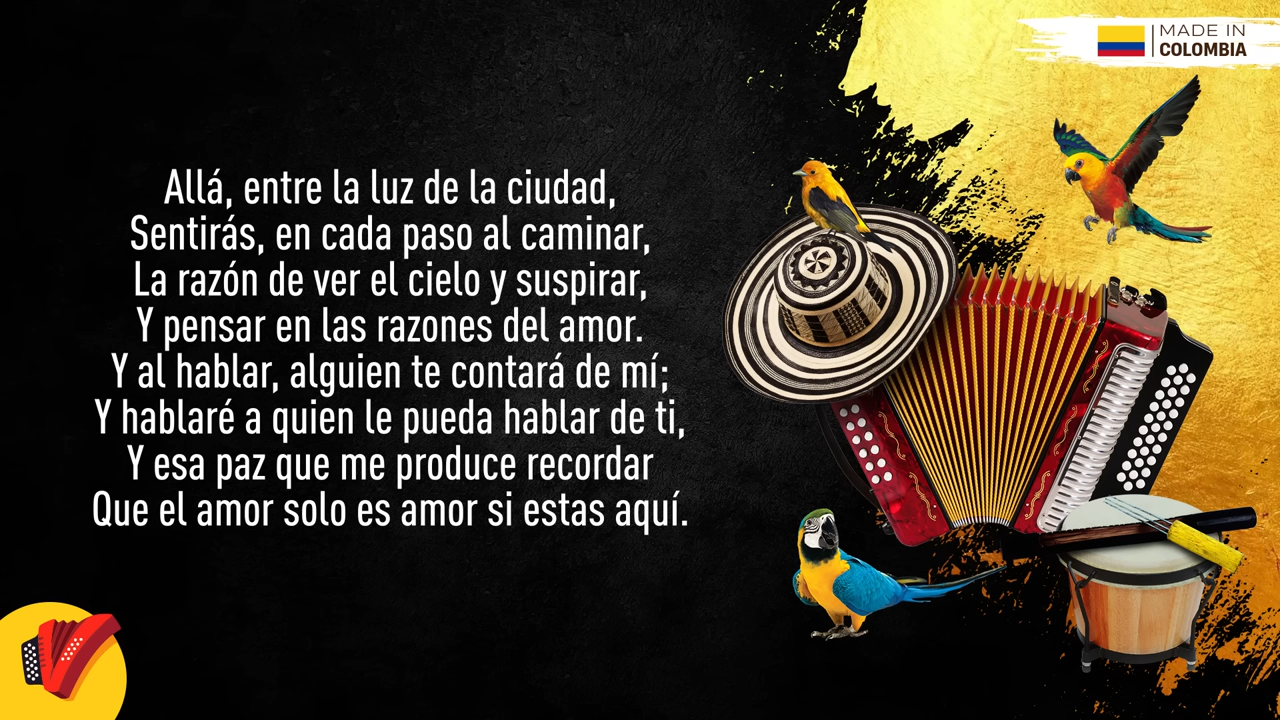 MADE IN
COLOMBIA
Allá, entre la luz de la ciudad,
Sentirás, en cada paso al caminar,
La razón de ver el cielo y suspirar,
Y pensar en las razones del amor.
Y al hablar, alguien te contará de mí;
Y hablaré a quien le pueda hablar de ti,
Y esa paz que me produce recordar
Que el amor solo es amor si estas aquí.